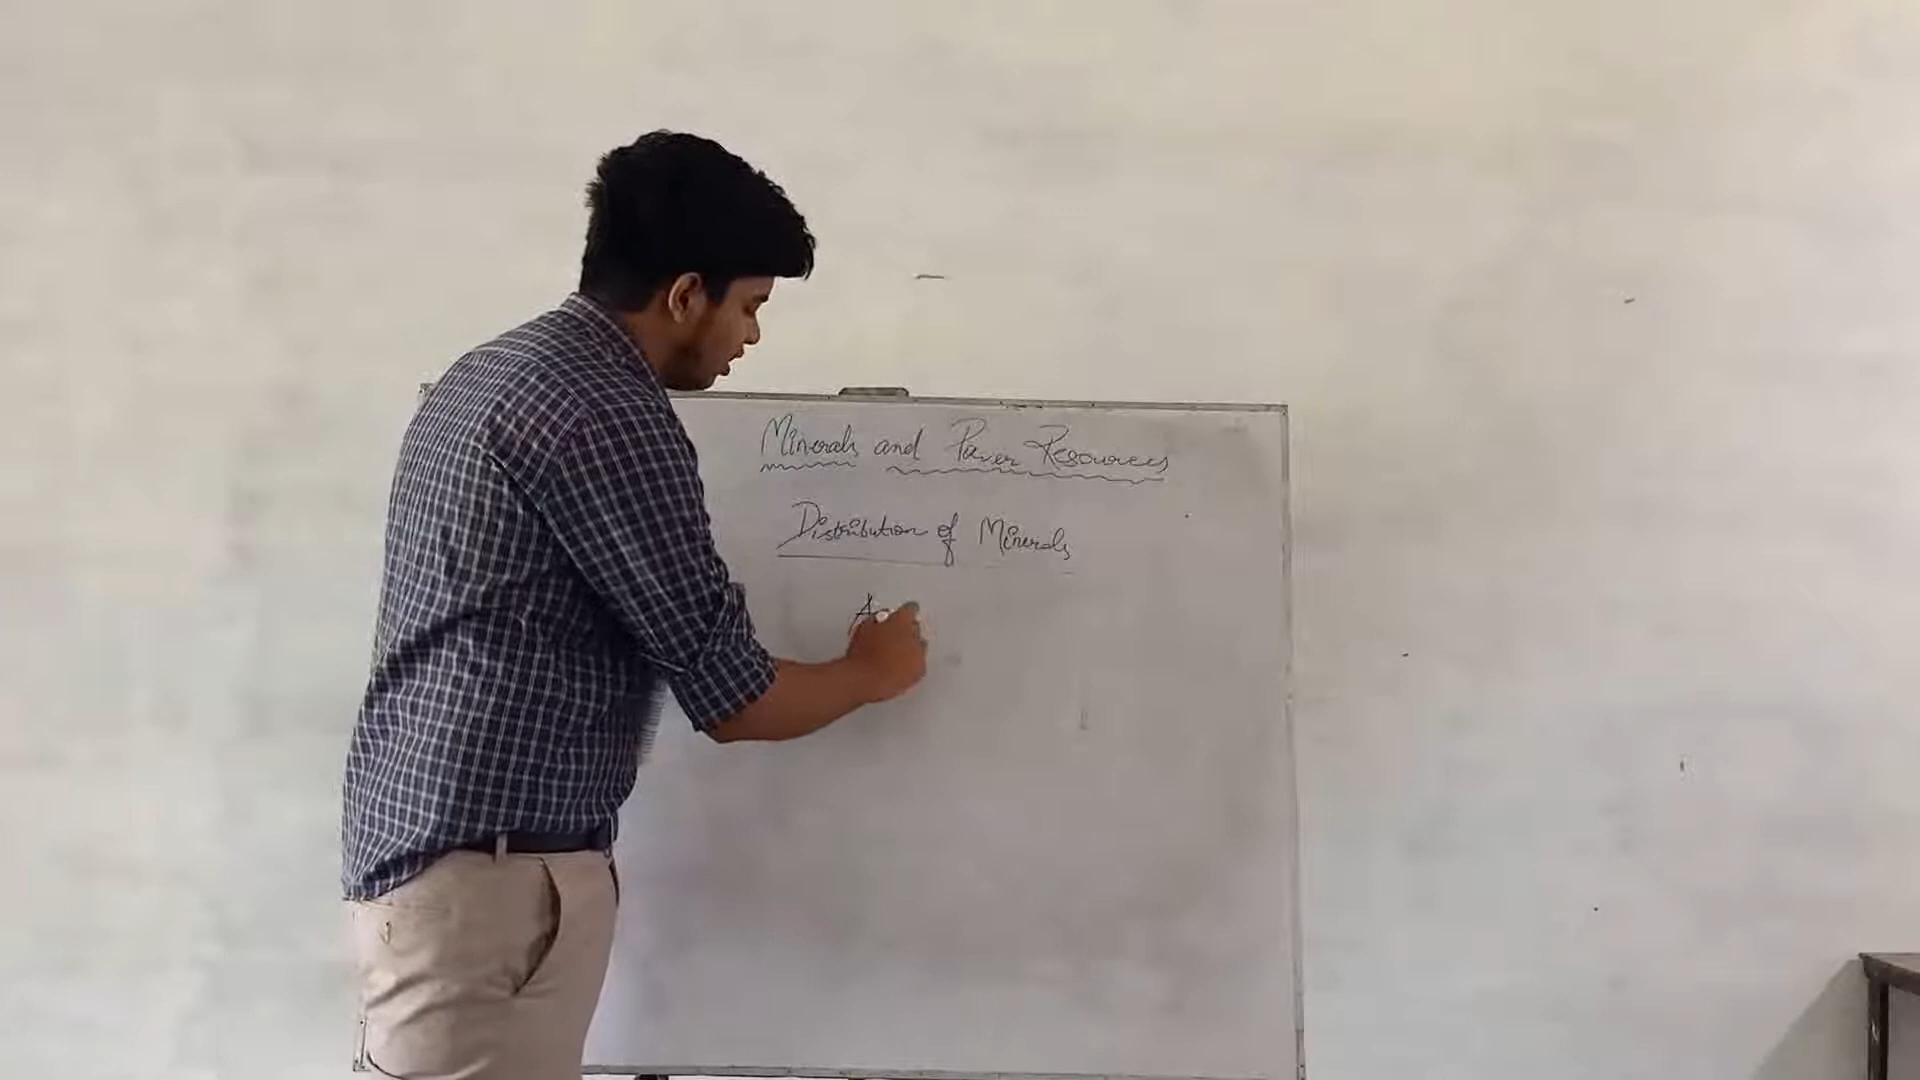 Minerals and Power Resources
Distribution of Minerals
A